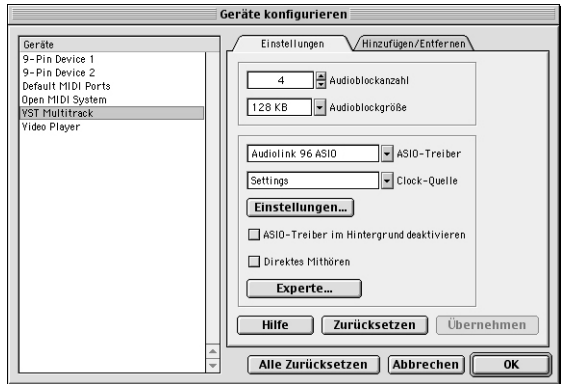 Geräte konfigurieren
Geräte
9-Pin Device 1
9-Pin Device 2
Default MIDI Ports
Open MIDI System
VST Multitrack
Video Player
Einstellungen
Hinzufügen/Entfernen
4 Audioblockanzahl
128 KB Audioblockgröße
Audiolink 96 ASIO ASIO-Treiber
Settings Clock-Quelle
Einstellungen...
ASIO-Treiber im Hintergrund deaktivieren
Direktes Mithören
Experte...
Hilfe Zurücksetzen Übernehmen
Alle Zurücksetzen Abbrechen OK